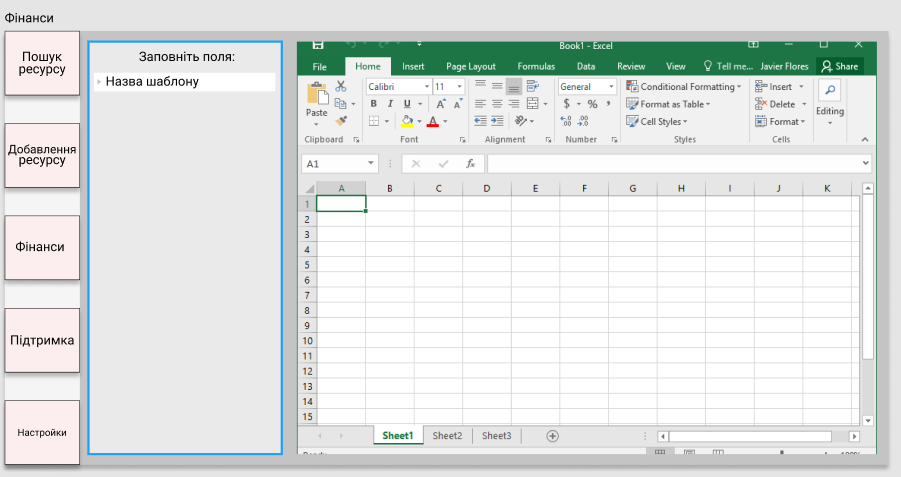 Фінанси
Пошук
ресурсу
Добавлення
ресурсу
Фінанси
Підтримка
Настройки
Заповніть поля:
Назва шаблону
Book1 - Excel
File Home Insert Page Layout Formulas Data Review View Tell me... Javier Flores Share
Paste
Calibri 11
B I U A A
A
General
$ % ,
.00 .0
Conditional Formatting
Format as Table
Cell Styles
Insert
Delete
Format
Editing
Clipboard Font Alignment Number Styles Cells
A1 fx
A B C D E F G H I J K
1
2
3
4
5
6
7
8
9
10
11
12
13
14
15
Sheet1 Sheet2 Sheet3